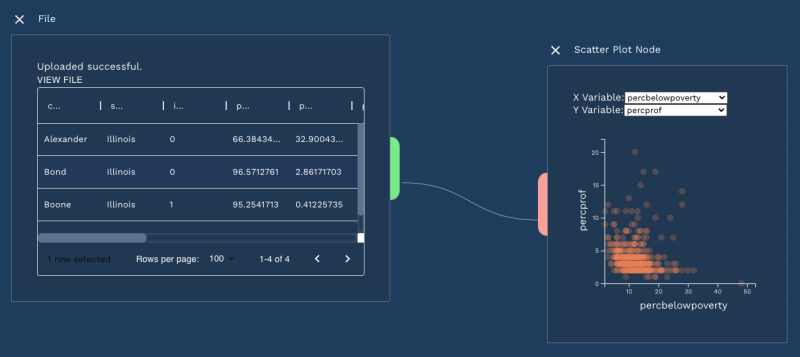 × File
Uploaded successful.
VIEW FILE
c... | s... | i... | p... | p... |
Alexander Illinois 0 66.38434... 32.90043...
Bond Illinois 0 96.5712761 2.86171703
Boone Illinois 1 95.2541713 0.41225735
1 row selected Rows per page: 100 1-4 of 4
× Scatter Plot Node
X Variable: percbelowpoverty
Y Variable: percprof
20
15
10
5
0
percprof
10 20 30 40 50
percbelowpoverty